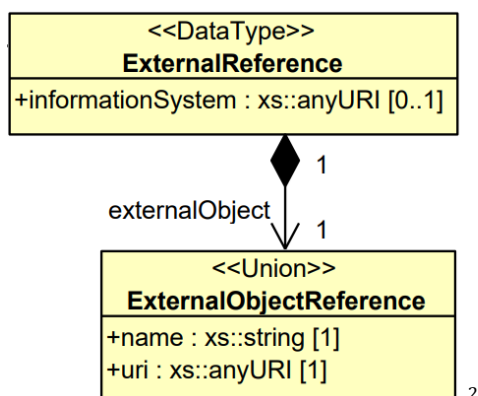 <<DataType>>
ExternalReference
+informationSystem : xs::anyURI [0..1]
1
externalObject
1
<<Union>>
ExternalObjectReference
+name : xs::string [1]
+uri : xs::anyURI [1]
2